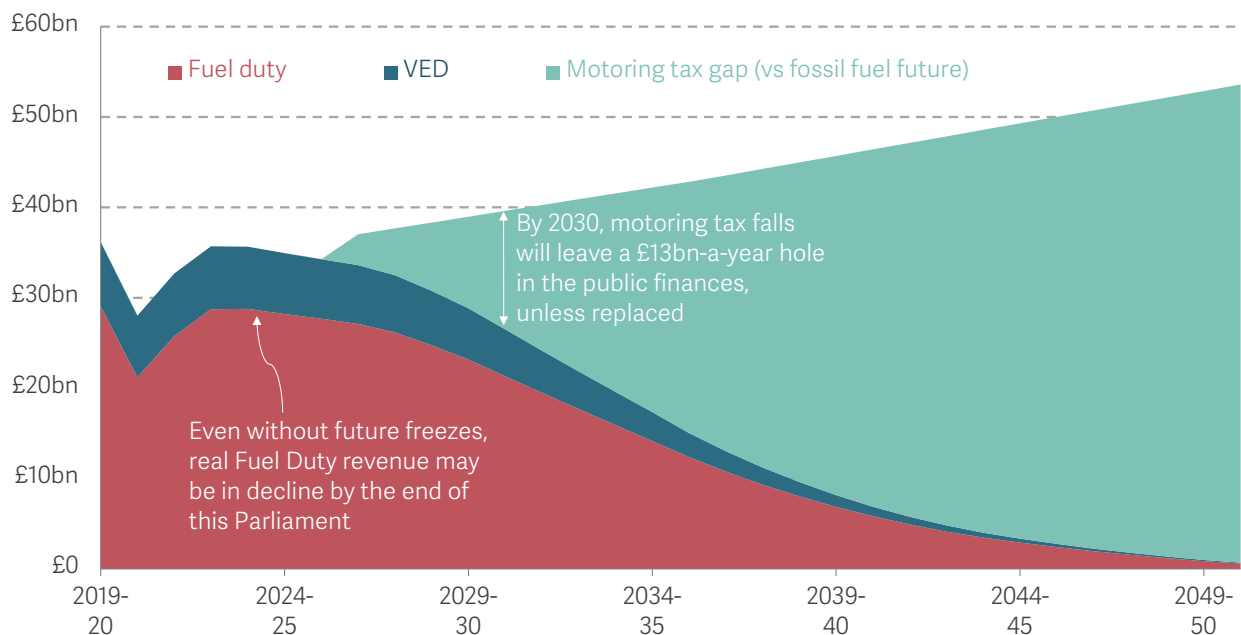 £60bn
Fuel duty
VED
Motoring tax gap (vs fossil fuel future)
£50bn
£40bn
By 2030, motoring tax falls
will leave a £13bn-a-year hole
in the public finances,
unless replaced
£30bn
£20bn
Even without future freezes,
real Fuel Duty revenue may
be in decline by the end of
this Parliament
£10bn
£0
2019-
20
2024-
25
2029-
30
2034-
35
2039-
40
2044-
45
2049-
50